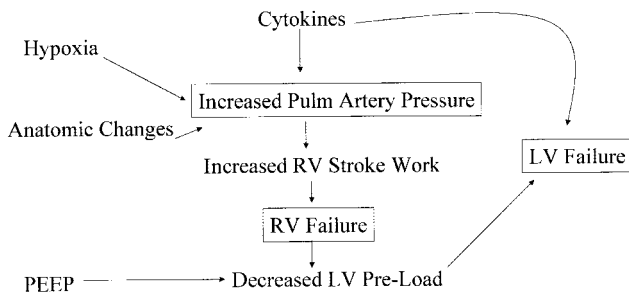 Cytokines
Hypoxia
Increased Pulm Artery Pressure
Anatomic Changes
Increased RV Stroke Work
LV Failure
RV Failure
PEEP
Decreased LV Pre-Load